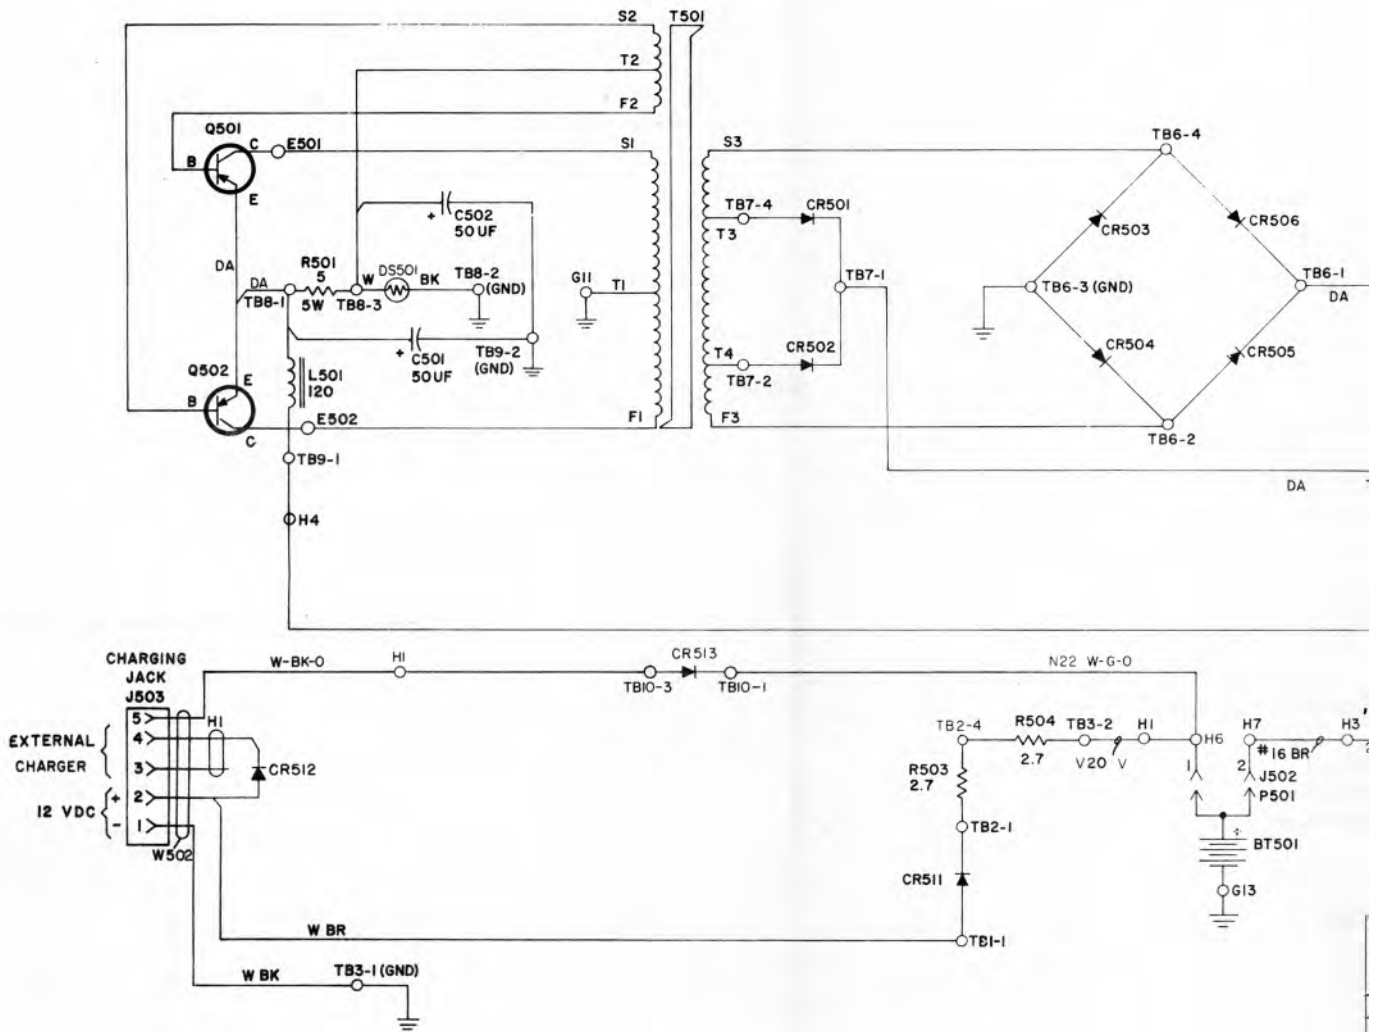 S2
T501
T2
F2
Q501
C
E501
S1
S3
TB6-4
B
E
TB7-4
CR501
+
C502
50UF
T3
CR503
CR506
DA
R501
5
5W
DA
TB8-1
W
DS501
BK
TB8-3
TB8-2
(GND)
G11
T1
TB7-1
TB6-3 (GND)
TB6-1
DA
+
C501
50UF
TB9-2
(GND)
T4
TB7-2
CR502
CR504
CR505
Q502
E
L501
120
B
C
E502
F1
F3
TB6-2
TB9-1
DA
H4
CHARGING
JACK
J503
W-BK-O
H1
CR513
TB10-3
TB10-1
N22 W-G-O
5
4
3
2
1
H1
EXTERNAL
CHARGER
CR512
12 VDC
+
-
W502
TB2-4
R504
2.7
TB3-2
V20 V
H1
H6
H7
H3
#16 BR
R503
2.7
1
2
J502
P501
TB2-1
+
BT501
CR511
G13
W BR
TB1-1
W BK
TB3-1 (GND)